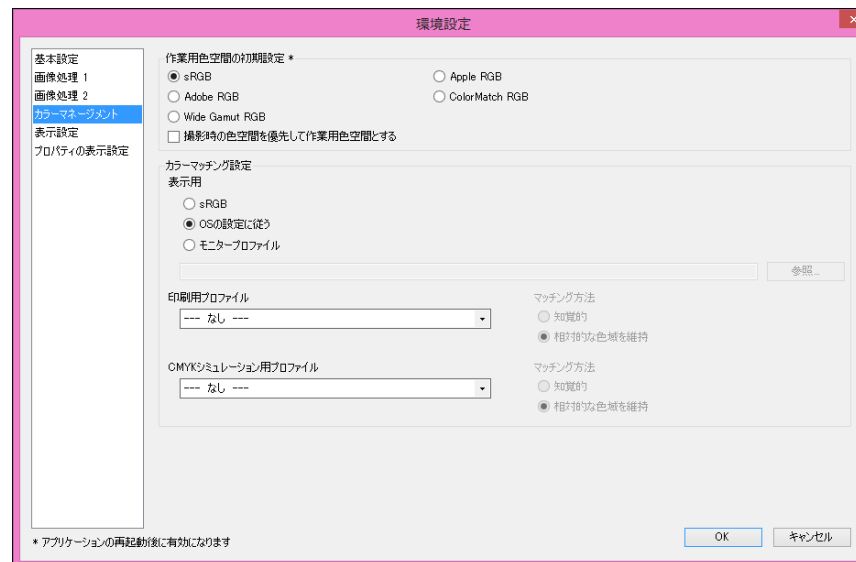 環境設定
基本設定
画像処理 1
画像処理 2
カラーマネージメント
表示設定
プロパティの表示設定
作業用色空間の初期設定 *
sRGB
Apple RGB
Adobe RGB
ColorMatch RGB
Wide Gamut RGB
撮影時の色空間を優先して作業用色空間とする
カラーマッチング設定
表示用
sRGB
OSの設定に従う
モニタープロファイル
参照...
印刷用プロファイル
マッチング方法
--- なし ---
知覚的
相対的な色域を維持
CMYKシミュレーション用プロファイル
マッチング方法
--- なし ---
知覚的
相対的な色域を維持
* アプリケーションの再起動後に有効になります
OK
キャンセル